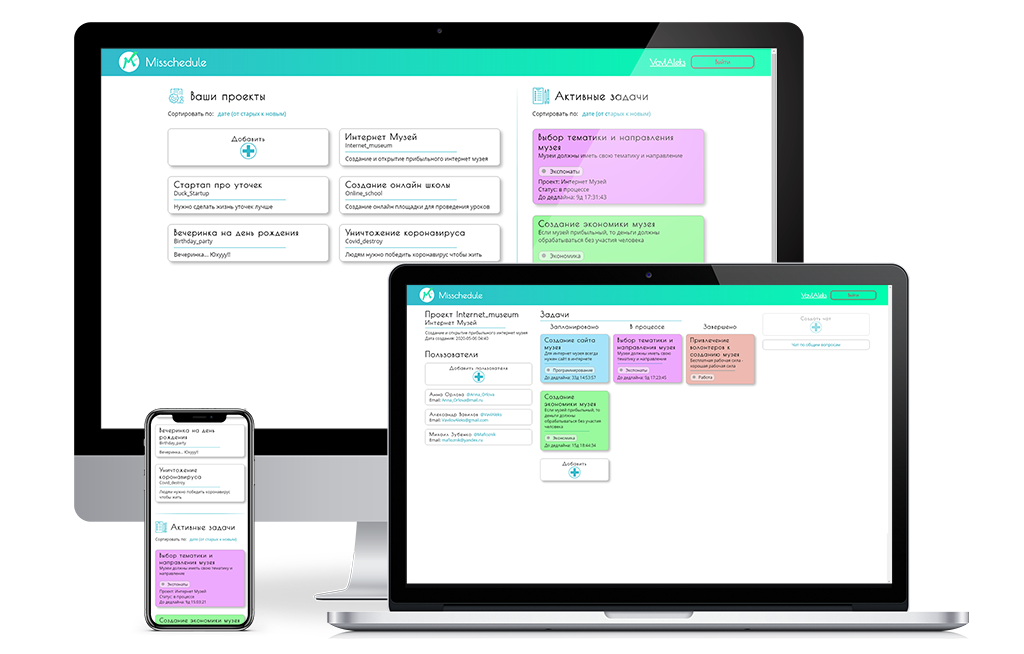 Misschedule
VavlAleks
Выйти
Ваши проекты
Сортировать по: дате (от старых к новым)
Добавить
Интернет Музей
Internet_museum
Создание и открытие прибыльного интернет музея
Стартап про уточек
Duck_Startup
Нужно сделать жизнь уточек лучше
Создание онлайн школы
Online_school
Создание онлайн площадки для проведения уроков
Вечеринка на день рождения
Birthday_party
Вечеринка... Юхууу!!
Уничтожение коронавируса
Covid_destroy
Людям нужно победить коронавирус чтобы жить
Активные задачи
Сортировать по: дате (от старых к новым)
Выбор тематики и направления
музея
Музеи должны иметь свою тематику и направление
Экспонаты
Проект: Интернет Музей
Статус: в процессе
До дедлайна: 9д 17:31:43
Создание экономики музея
Если музей прибыльный, то деньги должны
обрабатываться без участия человека
Экономика
Misschedule
VavlAleks
Выйти
Проект Internet_museum
Интернет Музей
Создание и открытие прибыльного интернет музея
Дата создания: 2020-05-06 04:40
Пользователи
Добавить пользователя
Анна Орлова @Anna_Orlova
Email: Anna_Orlova@mail.ru
Александр Вавилов @VavlAleks
Email:
Михаил Зубенко @Mafioznik
Email: mafioznik@yandex.ru
Задачи
Запланировано
В процессе
Завершено
Создание сайта
музея
Для интернет музея всегда
нужен сайт в интернете
Программирование
До дедлайна: 33д 14:53:57
Создание
экономики музея
Если музей прибыльный, то
деньги должны
обрабатываться без участия
человека
Экономика
До дедлайна: 15д 18:44:34
Добавить
Выбор тематики и
направления музея
Музеи должны иметь свою
тематику и направление
Экспонаты
До дедлайна: 9д 17:23:45
Привлечение
волонтеров к
созданию музея
Бесплатная рабочая сила -
хорошая рабочая сила
Работа
Создать чат
Чат по общим вопросам
Вечеринка на день
рождения
Birthday_party
Вечеринка... Юхууу!!
Уничтожение
коронавируса
Covid_destroy
Людям нужно победить коронавирус
чтобы жить
Активные задачи
Сортировать по: дате (от старых к новым)
Выбор тематики и
направления музея
Музеи должны иметь свою тематику и
направление
Экспонаты
Проект: Интернет Музей
Статус: в процессе
До дедлайна: 9д 15:03:21
Создание экономики музея